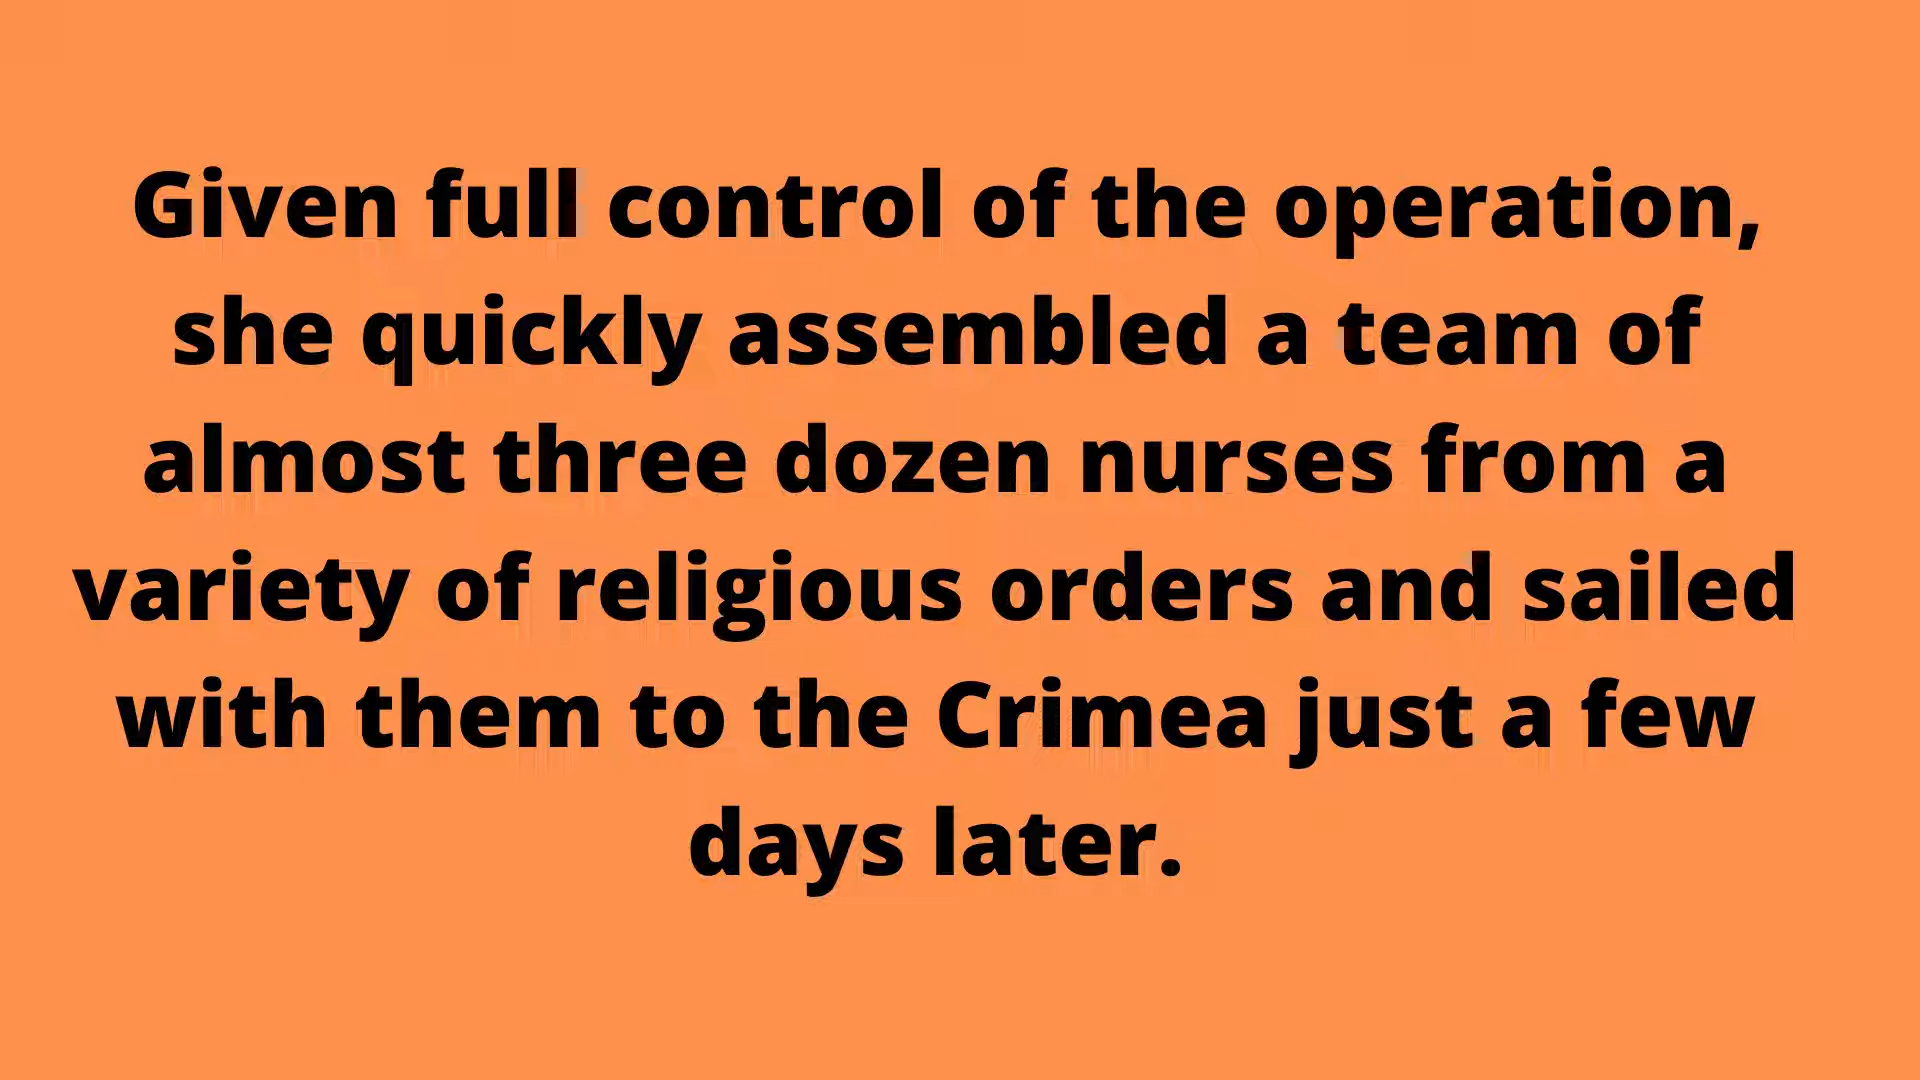 Given full control of the operation,
she quickly assembled a team of
almost three dozen nurses from a
variety of religious orders and sailed
with them to the Crimea just a few
days later.